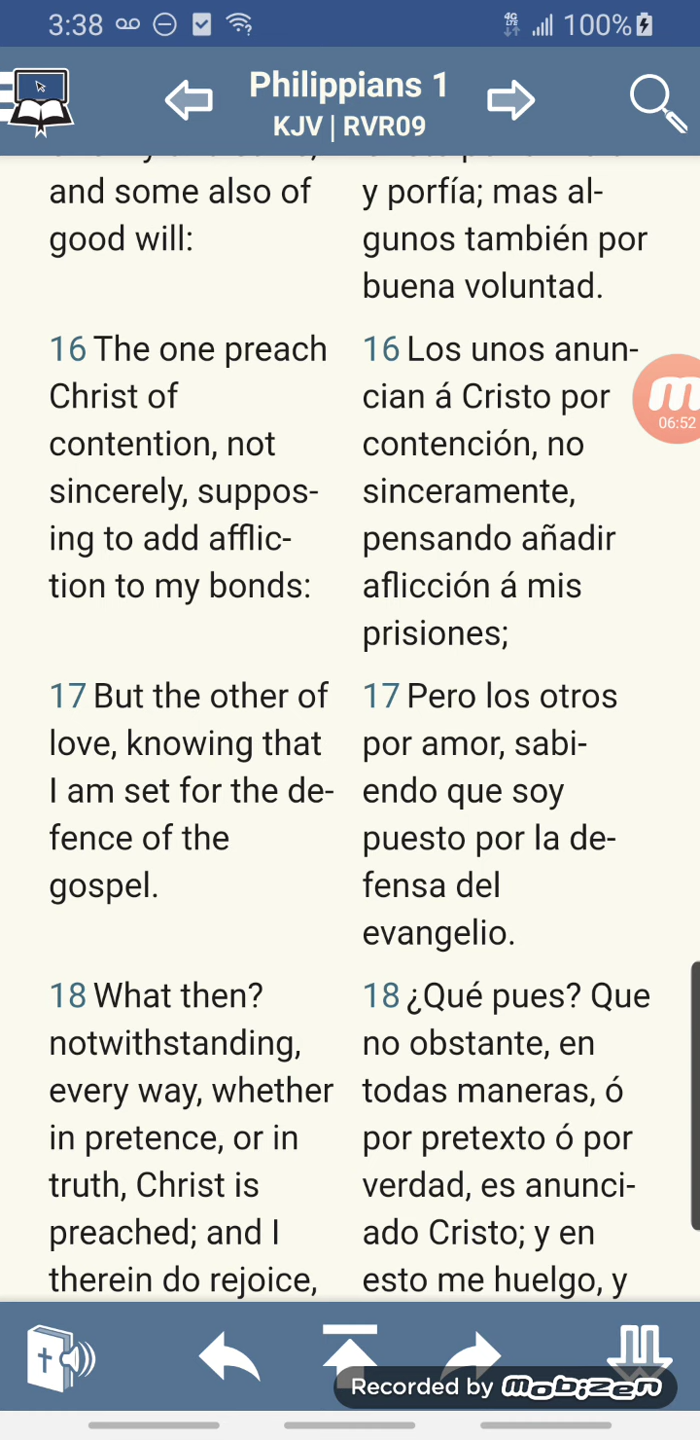 3:38
4G
LTE
100%
Philippians 1
KJV | RVR09
and some also of
good will:
y porfía; mas al-
gunos también por
buena voluntad.
16 The one preach
Christ of
contention, not
sincerely, suppos-
ing to add afflic-
tion to my bonds:
16 Los unos anun-
cian á Cristo por
contención, no
sinceramente,
pensando añadir
aflicción á mis
prisiones;
06:52
17 But the other of
love, knowing that
I am set for the de-
fence of the
gospel.
17 Pero los otros
por amor, sabi-
endo que soy
puesto por la de-
fensa del
evangelio.
18 What then?
notwithstanding,
every way, whether
in pretence, or in
truth, Christ is
preached; and I
therein do rejoice,
18 ¿Qué pues? Que
no obstante, en
todas maneras, ó
por pretexto ó por
verdad, es anunci-
ado Cristo; y en
esto me huelgo, y
Recorded by Mobizen